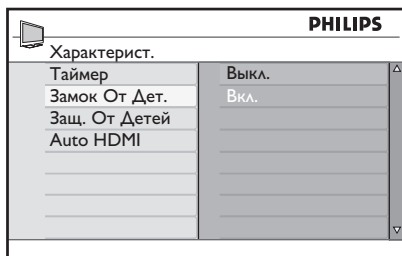 PHILIPS
Характерист.
Таймер
Выкл.
Замок От Дет.
Вкл.
Защ. От Детей
Auto HDMI